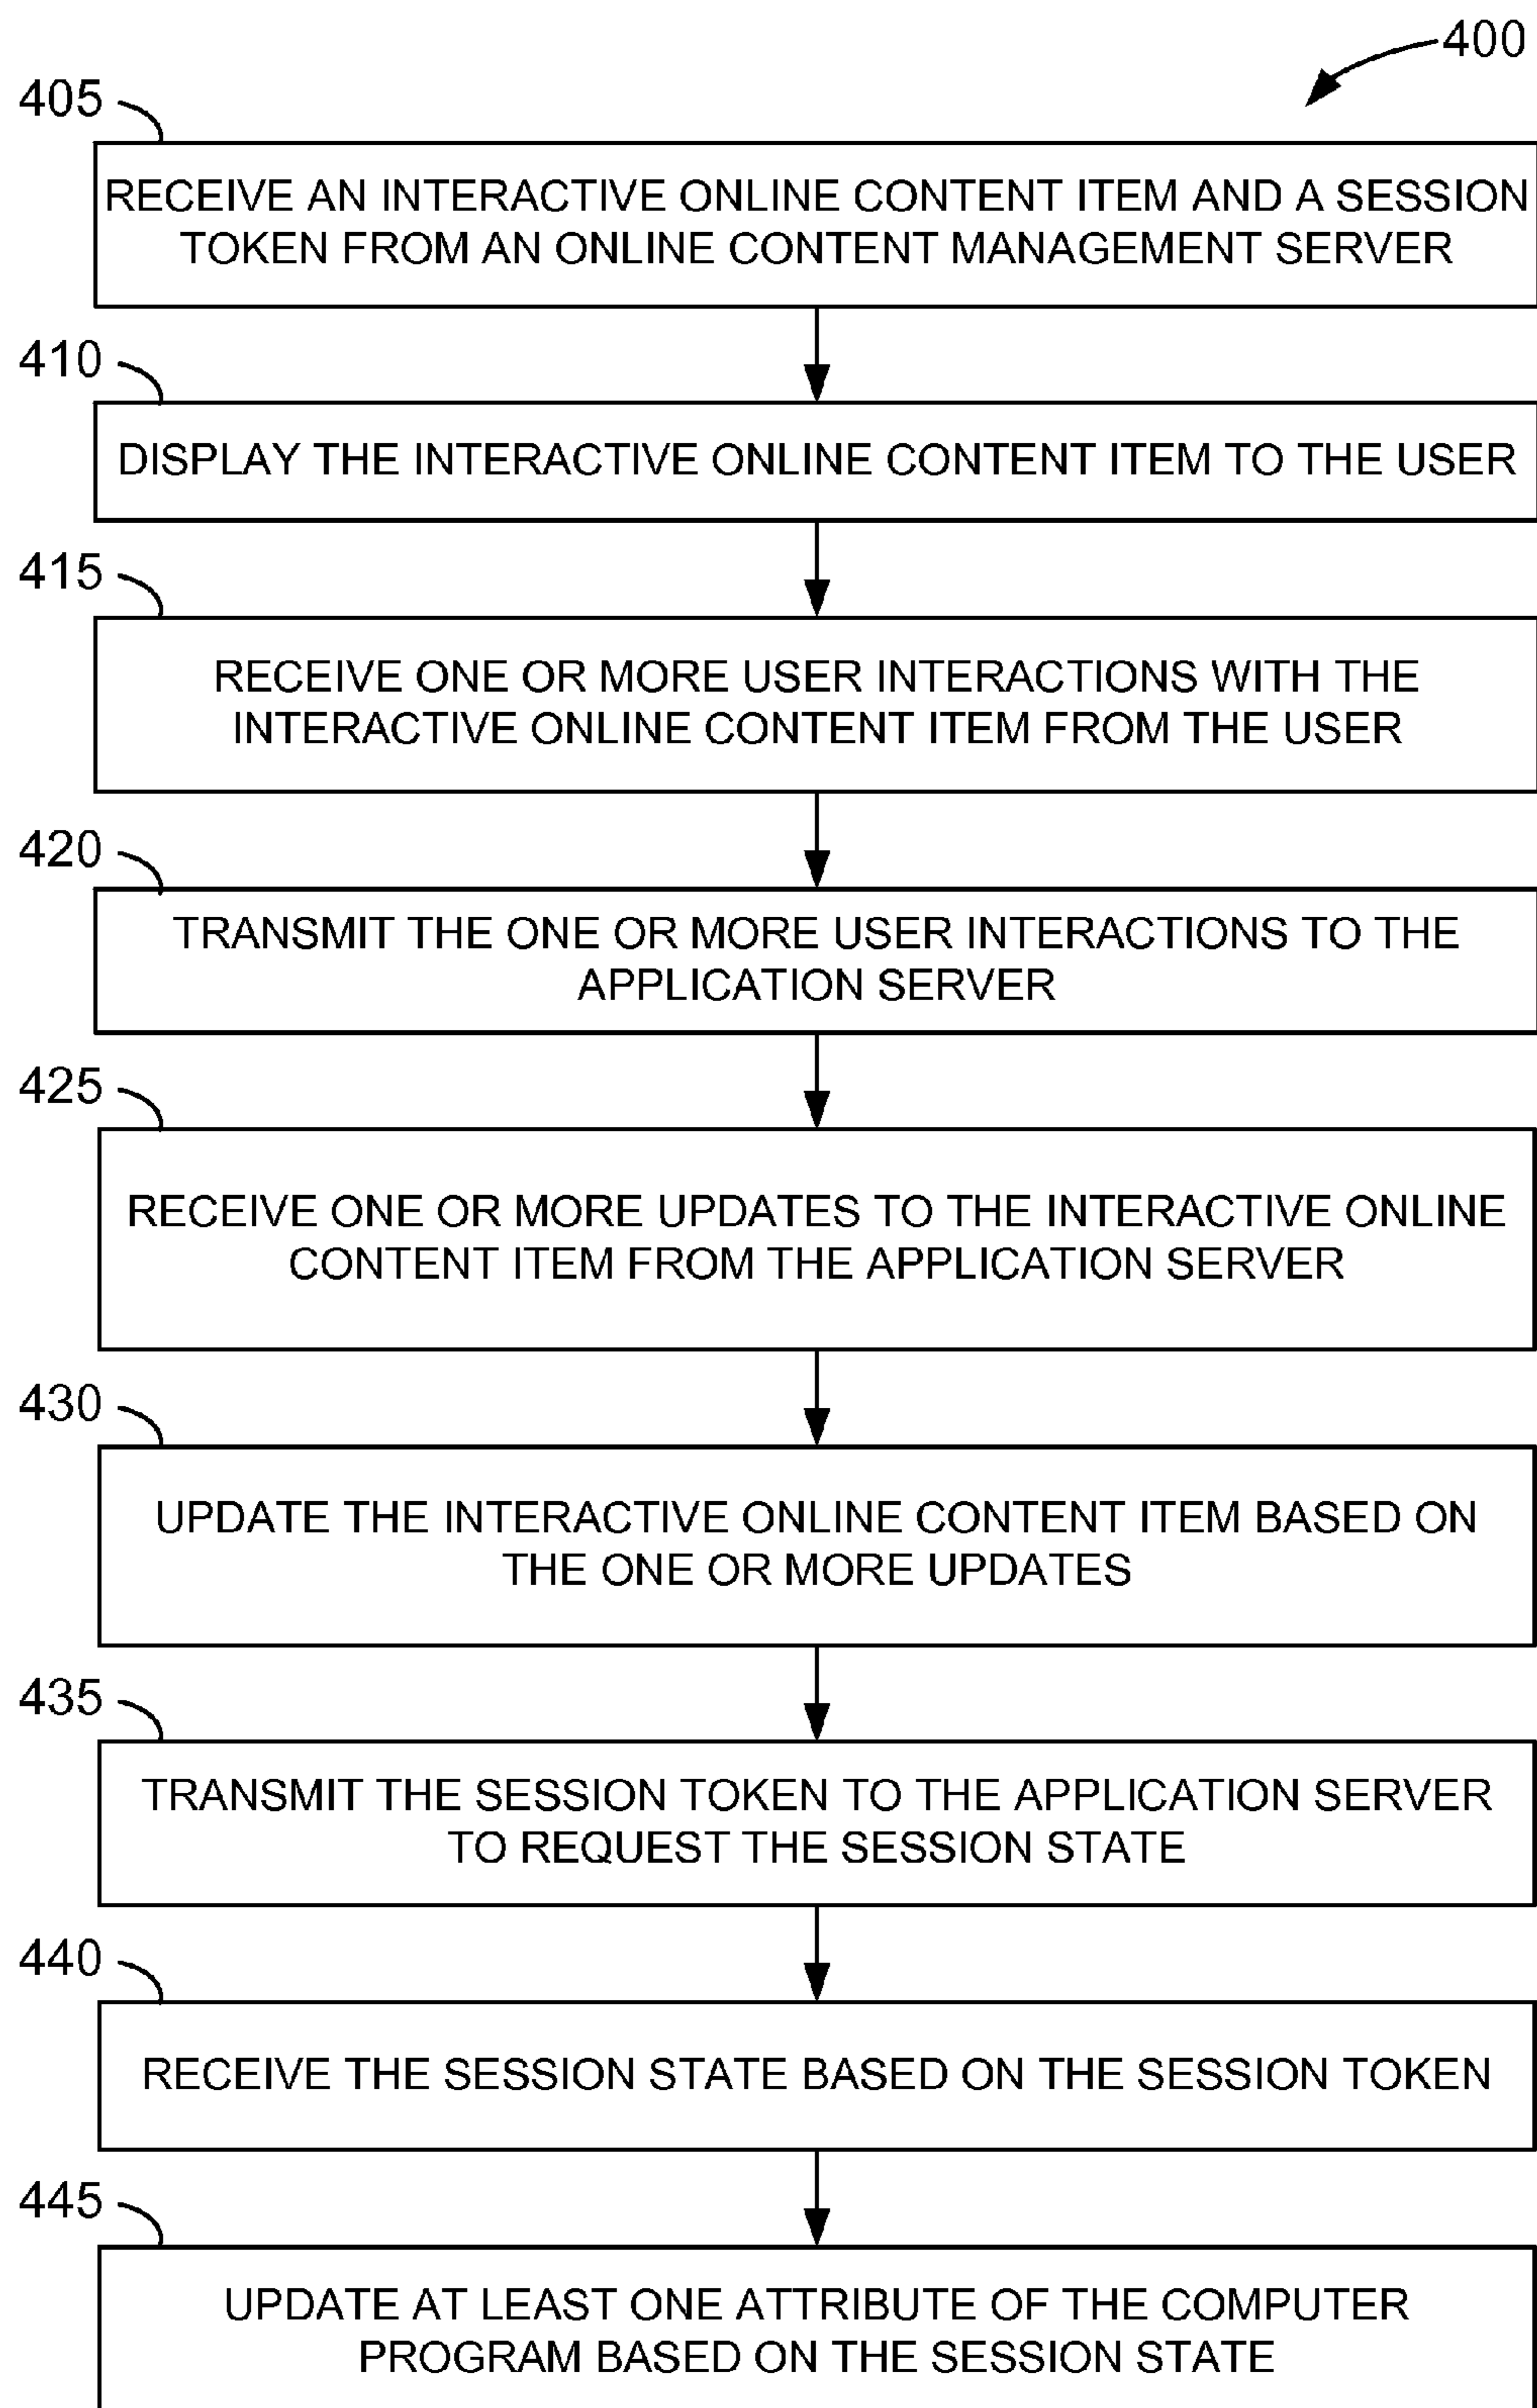 400
405
RECEIVE AN INTERACTIVE ONLINE CONTENT ITEM AND A SESSION
TOKEN FROM AN ONLINE CONTENT MANAGEMENT SERVER
410
DISPLAY THE INTERACTIVE ONLINE CONTENT ITEM TO THE USER
415
RECEIVE ONE OR MORE USER INTERACTIONS WITH THE
INTERACTIVE ONLINE CONTENT ITEM FROM THE USER
420
TRANSMIT THE ONE OR MORE USER INTERACTIONS TO THE
APPLICATION SERVER
425
RECEIVE ONE OR MORE UPDATES TO THE INTERACTIVE ONLINE
CONTENT ITEM FROM THE APPLICATION SERVER
430
UPDATE THE INTERACTIVE ONLINE CONTENT ITEM BASED ON
THE ONE OR MORE UPDATES
435
TRANSMIT THE SESSION TOKEN TO THE APPLICATION SERVER
TO REQUEST THE SESSION STATE
440
RECEIVE THE SESSION STATE BASED ON THE SESSION TOKEN
445
UPDATE AT LEAST ONE ATTRIBUTE OF THE COMPUTER
PROGRAM BASED ON THE SESSION STATE